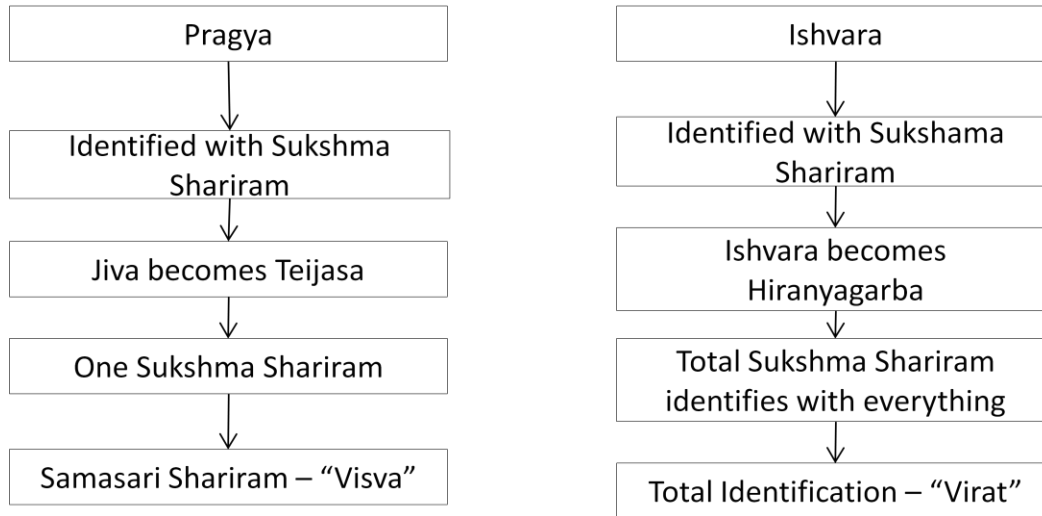 Pragya
Identified with Sukshma
Shariram
Jiva becomes Teijasa
One Sukshma Shariram
Samasari Shariram – “Visva”
Ishvara
Identified with Sukshama
Shariram
Ishvara becomes
Hiranyagarba
Total Sukshma Shariram
identifies with everything
Total Identification – “Virat”